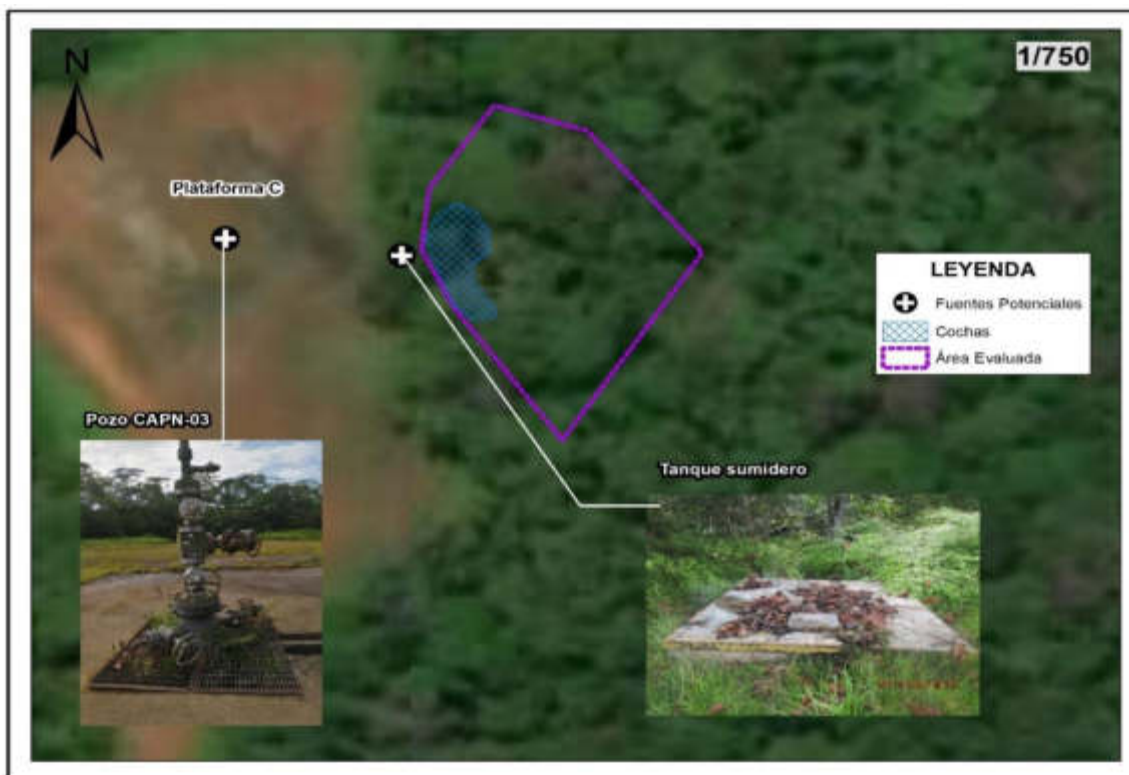 1/750
N
Plataforma C
LEYENDA
Fuentes Potenciales
Cochas
Área Evaluada
Pozo CAPN-03
Tanque sumidero